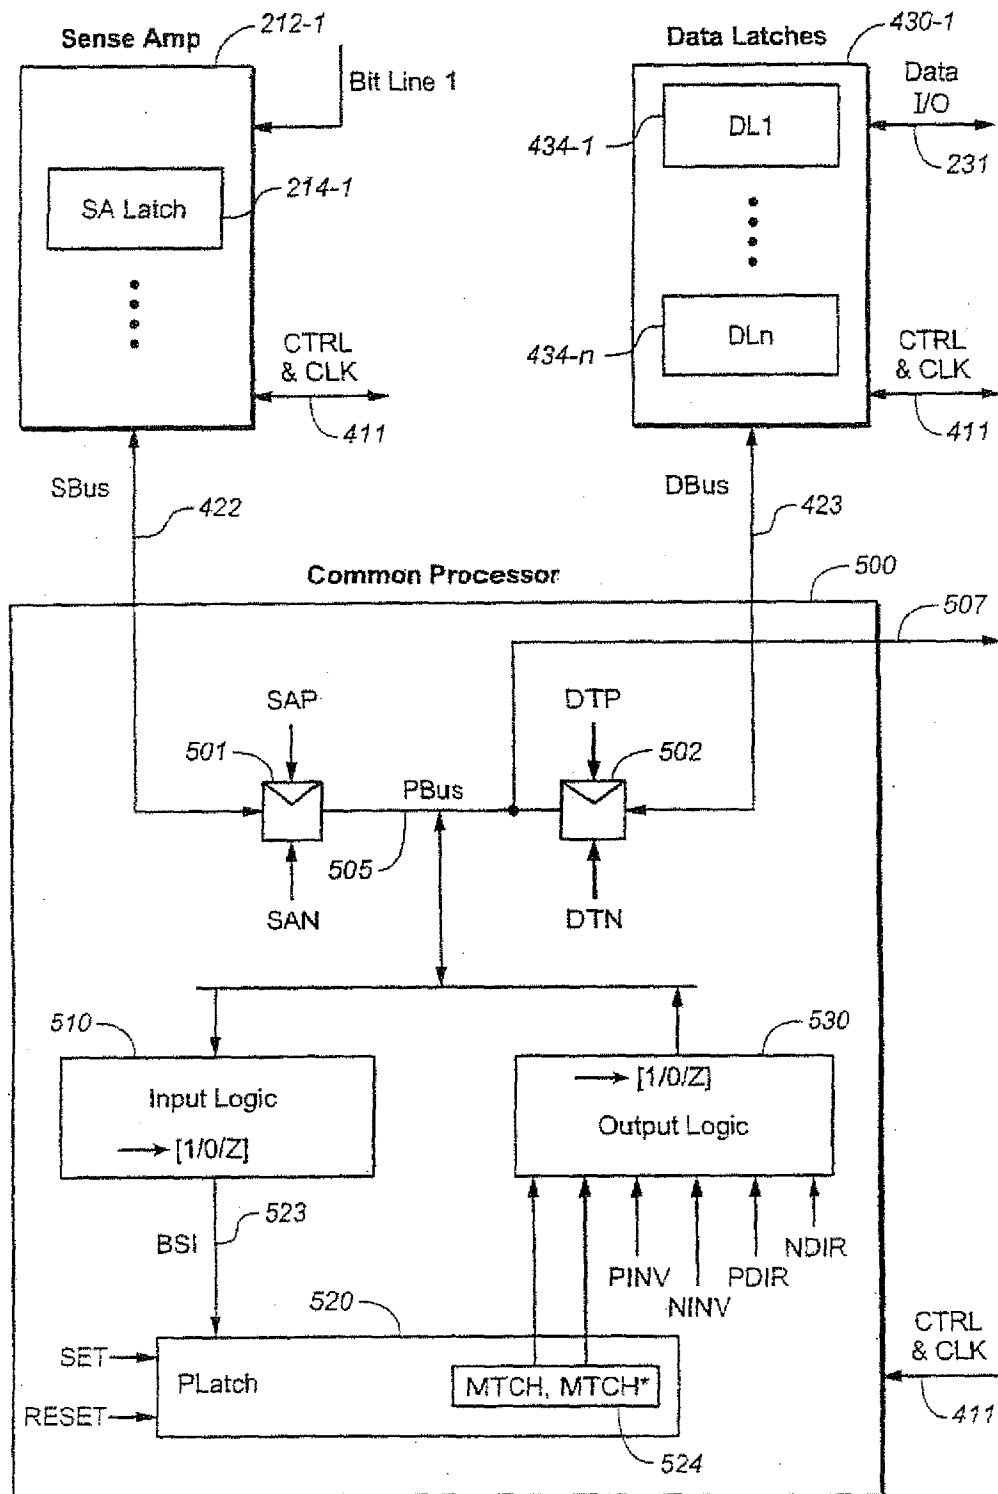 Sense Amp
212-1
Data Latches
430-1
Bit Line 1
Data
I/O
DL1
434-1
231
SA Latch
214-1
DLn
434-n
CTRL
& CLK
411
CTRL
& CLK
411
SBus
422
DBus
423
Common Processor
500
507
SAP
DTP
501
502
PBus
505
SAN
DTN
510
530
Input Logic
[1/0/Z]
[1/0/Z]
Output Logic
BSI
523
PINV
NINV
PDIR
NDIR
520
SET
RESET
PLatch
MTCH, MTCH*
524
CTRL
& CLK
411